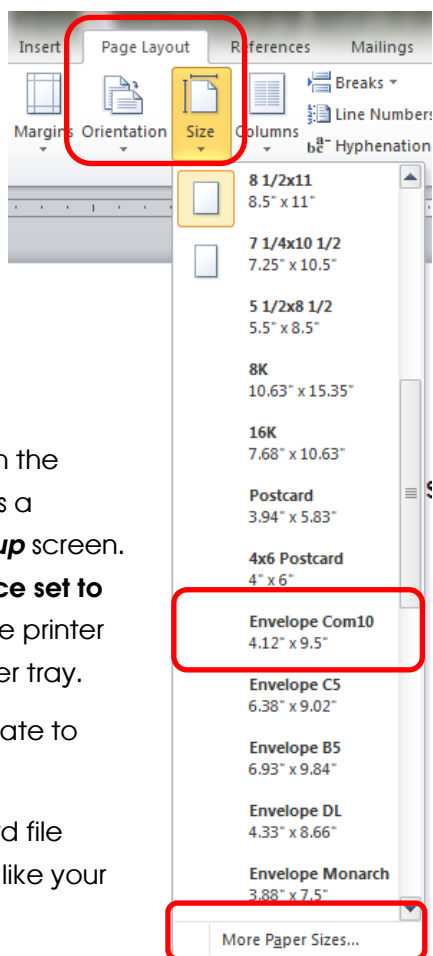 Insert Page Layout References Mailings
Breaks
Line Numbers
Margins Orientation Size Columns
Hyphenation
8 1/2x11
8.5" x 11"
7 1/4x10 1/2
7.25" x 10.5"
5 1/2x8 1/2
5.5" x 8.5"
8K
10.63" x 15.35"
16K
7.68" x 10.63"
Postcard
3.94" x 5.83"
4x6 Postcard
4" x 6"
Envelope Com10
4.12" x 9.5"
Envelope C5
6.38" x 9.02"
Envelope B5
6.93" x 9.84"
Envelope DL
4.33" x 8.66"
Envelope Monarch
3.88" x 7.5"
More Paper Sizes...
the
s a
up screen.
ce set to
e printer
er tray.
ate to
d file
like your